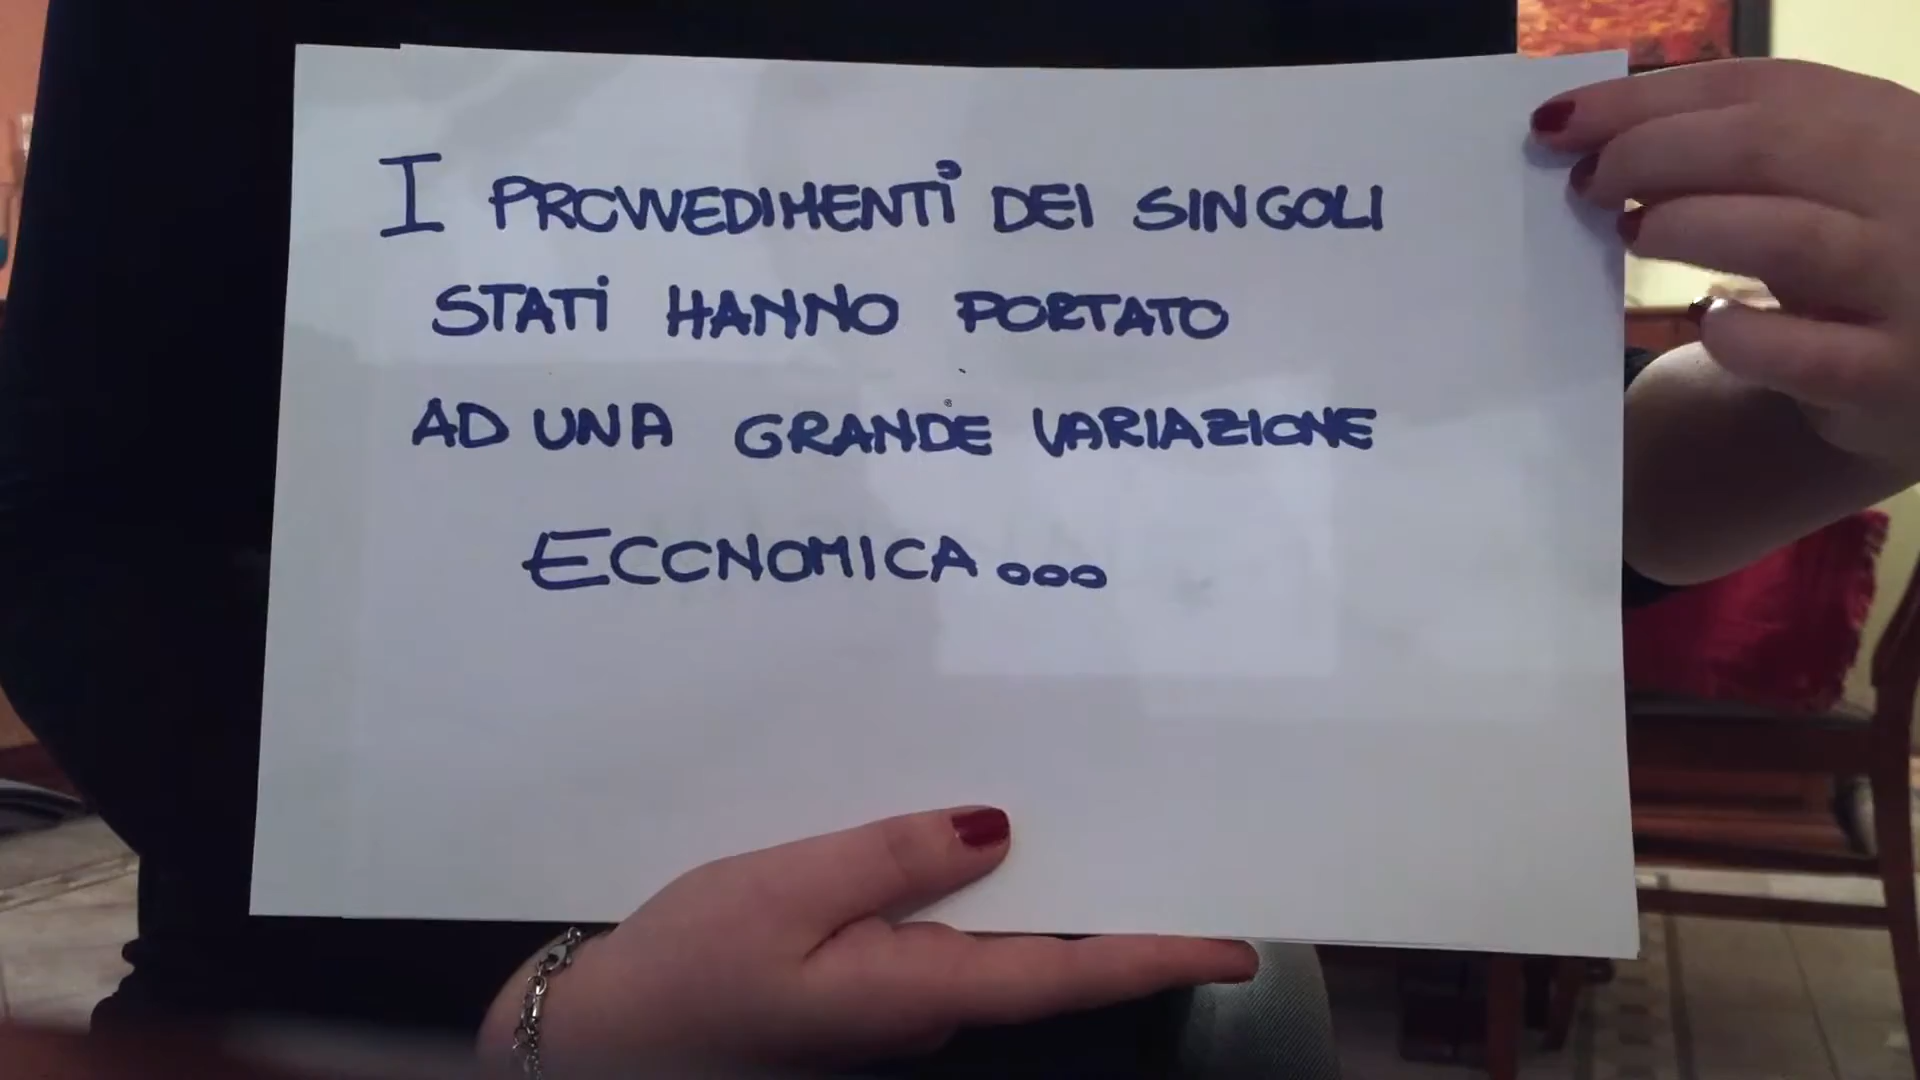 I PROVVEDIMENTI DEI SINGOLI
STATI HANNO PORTATO
AD UNA GRANDE VARIAZIONE
ECONOMICA...